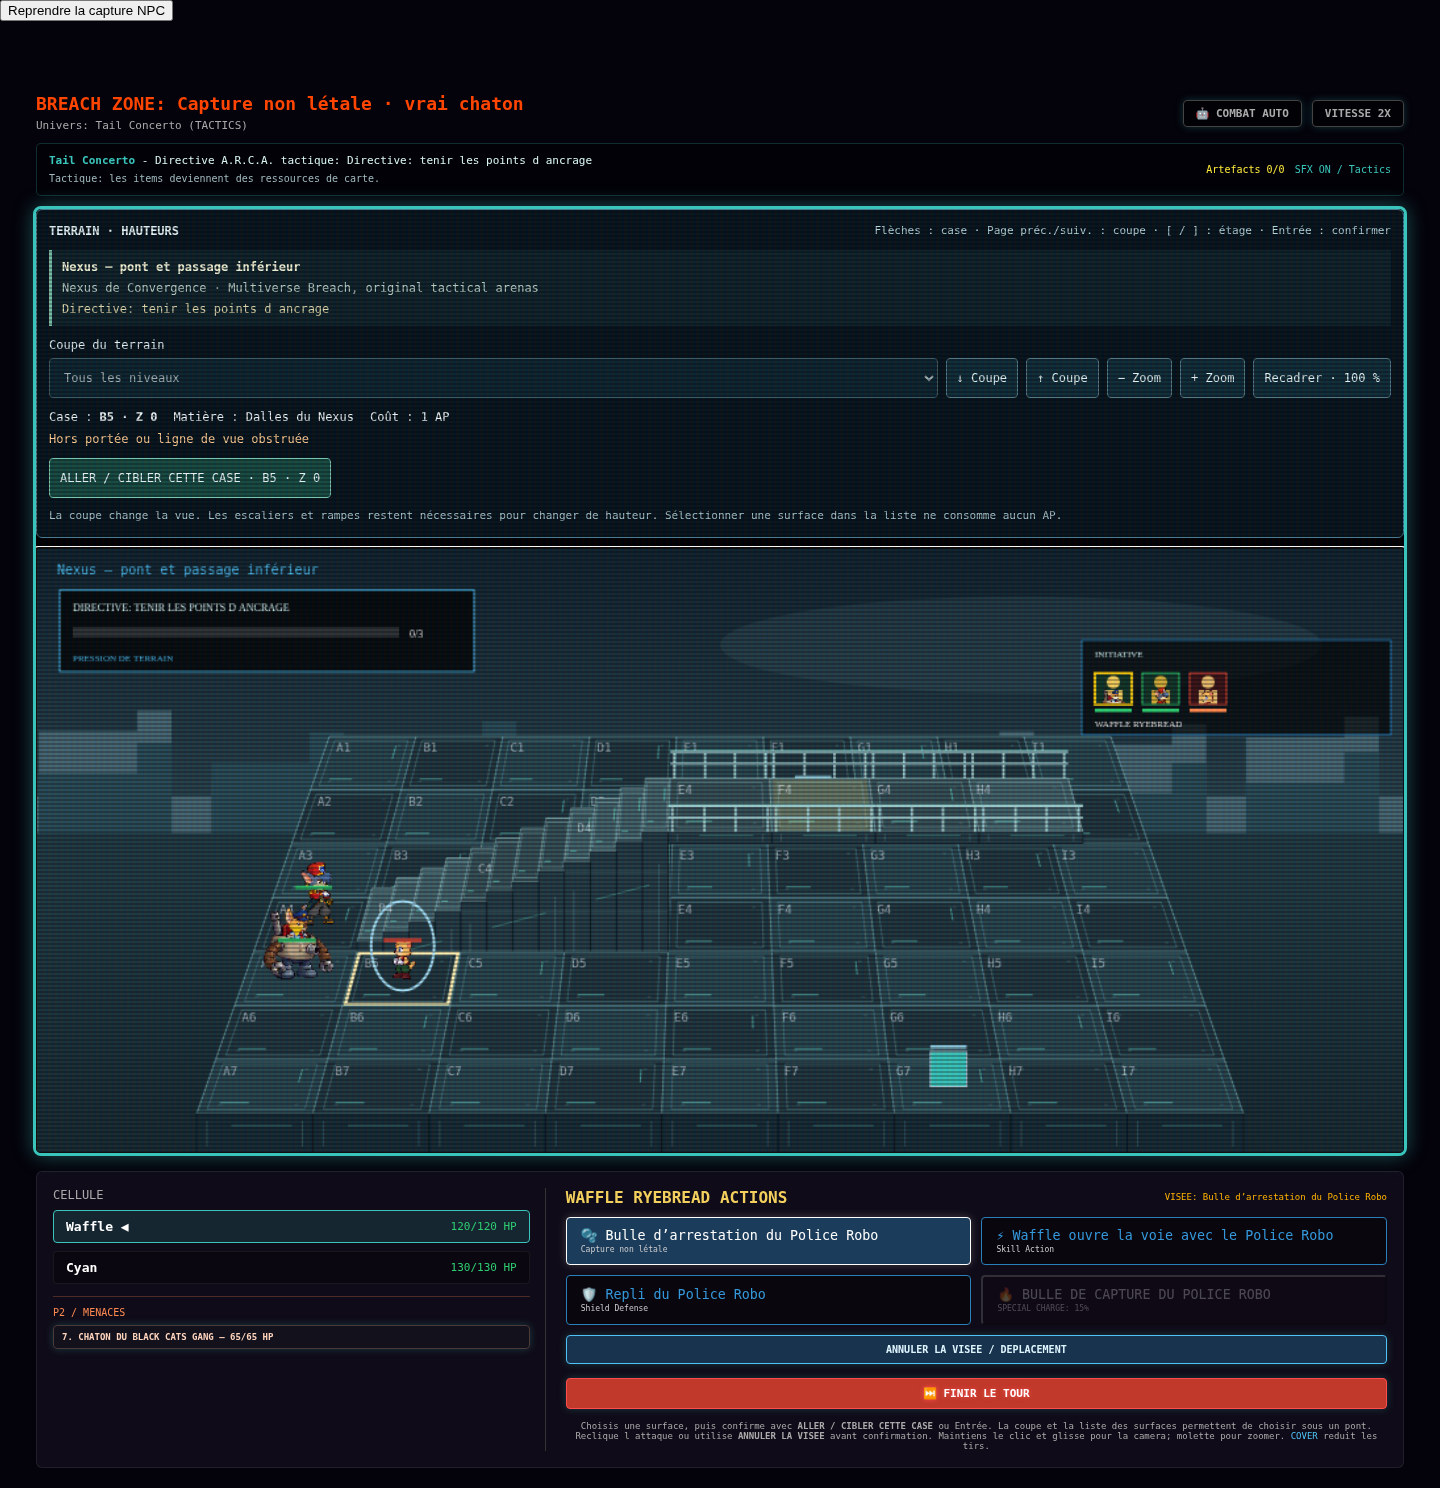 Reprendre la capture NPC
BREACH ZONE: Capture non létale · vrai chaton
Univers: Tail Concerto (TACTICS)
🤖 COMBAT AUTO
VITESSE 2X
Tail Concerto - Directive A.R.C.A. tactique: Directive: tenir les points d ancrage
Tactique: les items deviennent des ressources de carte.
Artefacts 0/0 SFX ON / Tactics
TERRAIN · HAUTEURS
Flèches : case · Page préc./suiv. : coupe · [ / ] : étage · Entrée : confirmer
Nexus — pont et passage inférieur
Nexus de Convergence · Multiverse Breach, original tactical arenas
Directive: tenir les points d ancrage
Coupe du terrain
Tous les niveaux
↓ Coupe
↑ Coupe
− Zoom
+ Zoom
Recadrer · 100 %
Case : B5 · Z 0 Matière : Dalles du Nexus Coût : 1 AP
Hors portée ou ligne de vue obstruée
ALLER / CIBLER CETTE CASE · B5 · Z 0
La coupe change la vue. Les escaliers et rampes restent nécessaires pour changer de hauteur. Sélectionner une surface dans la liste ne consomme aucun AP.
Nexus — pont et passage inférieur
DIRECTIVE: TENIR LES POINTS D ANCRAGE
0/3
PRESSION DE TERRAIN
INITIATIVE
WAFFLE RYEBREAD
A1 B1 C1 D1 E1 F1 G1 H1 I1
E4 F4 G4 H4
A2 B2 C2
D4
A3 B3 C4 E3 F3 G3 H3 I3
A4 B4 E4 F4 G4 H4 I4
B5 C5 D5 E5 F5 G5 H5 I5
A6 B6 C6 D6 E6 F6 G6 H6 I6
A7 B7 C7 D7 E7 F7 G7 H7 I7
CELLULE
Waffle ◀ 120/120 HP
Cyan 130/130 HP
P2 / MENACES
7. CHATON DU BLACK CATS GANG — 65/65 HP
WAFFLE RYEBREAD ACTIONS
VISEE: Bulle d’arrestation du Police Robo
Bulle d’arrestation du Police Robo
Capture non létale
⚡ Waffle ouvre la voie avec le Police Robo
Skill Action
🛡️ Repli du Police Robo
Shield Defense
🔥 BULLE DE CAPTURE DU POLICE ROBO
SPECIAL CHARGE: 15%
ANNULER LA VISEE / DEPLACEMENT
⏭️ FINIR LE TOUR
Choisis une surface, puis confirme avec ALLER / CIBLER CETTE CASE ou Entrée. La coupe et la liste des surfaces permettent de choisir sous un pont.
Reclique l attaque ou utilise ANNULER LA VISEE avant confirmation. Maintiens le clic et glisse pour la camera; molette pour zoomer. COVER reduit les
tirs.